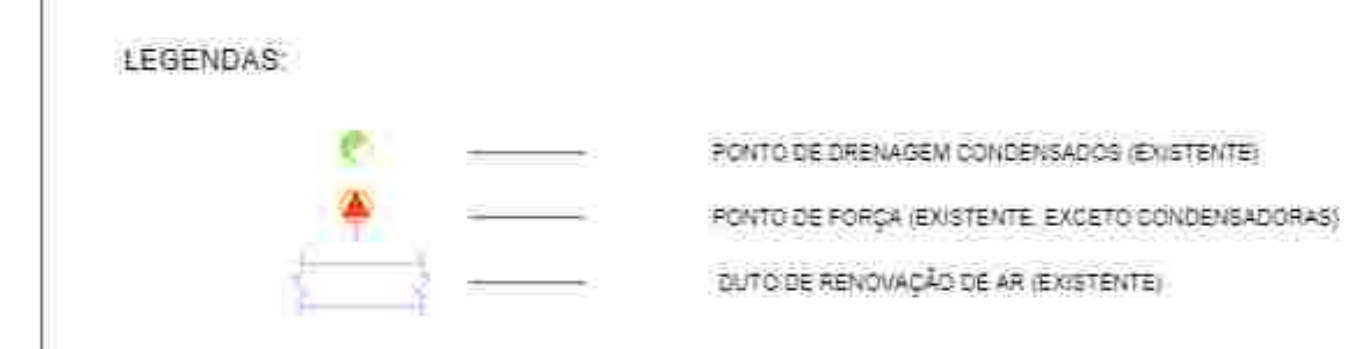 LEGENDAS:
PONTO DE DRENAGEM CONDENSADOS (EXISTENTE)
PONTO DE FORÇA (EXISTENTE, EXCETO CONDENSADORAS)
DUTO DE RENOVAÇÃO DE AR (EXISTENTE)